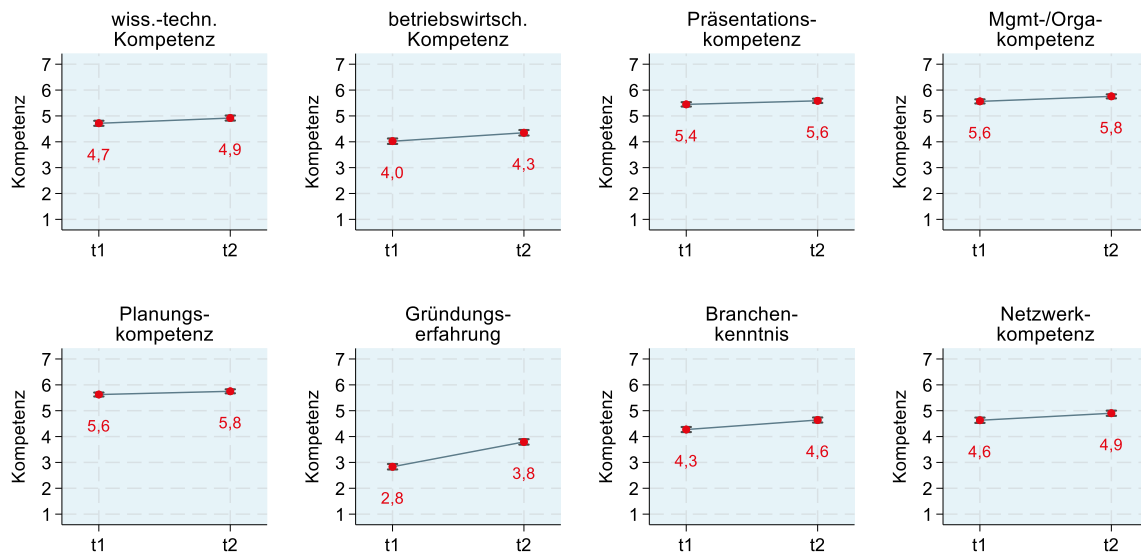 wiss.-techn.
Kompetenz
Kompetenz
7
6
5
4
3
2
1
4,7
4,9
t1
t2
betriebswirtsch.
Kompetenz
Kompetenz
7
6
5
4
3
2
1
4,0
4,3
t1
t2
Präsentations-
kompetenz
Kompetenz
7
6
5
4
3
2
1
5,4
5,6
t1
t2
Mgmt-/Orga-
kompetenz
Kompetenz
7
6
5
4
3
2
1
5,6
5,8
t1
t2
Planungs-
kompetenz
Kompetenz
7
6
5
4
3
2
1
5,6
5,8
t1
t2
Gründungs-
erfahrung
Kompetenz
7
6
5
4
3
2
1
2,8
3,8
t1
t2
Branchen-
kenntnis
Kompetenz
7
6
5
4
3
2
1
4,3
4,6
t1
t2
Netzwerk-
kompetenz
Kompetenz
7
6
5
4
3
2
1
4,6
4,9
t1
t2